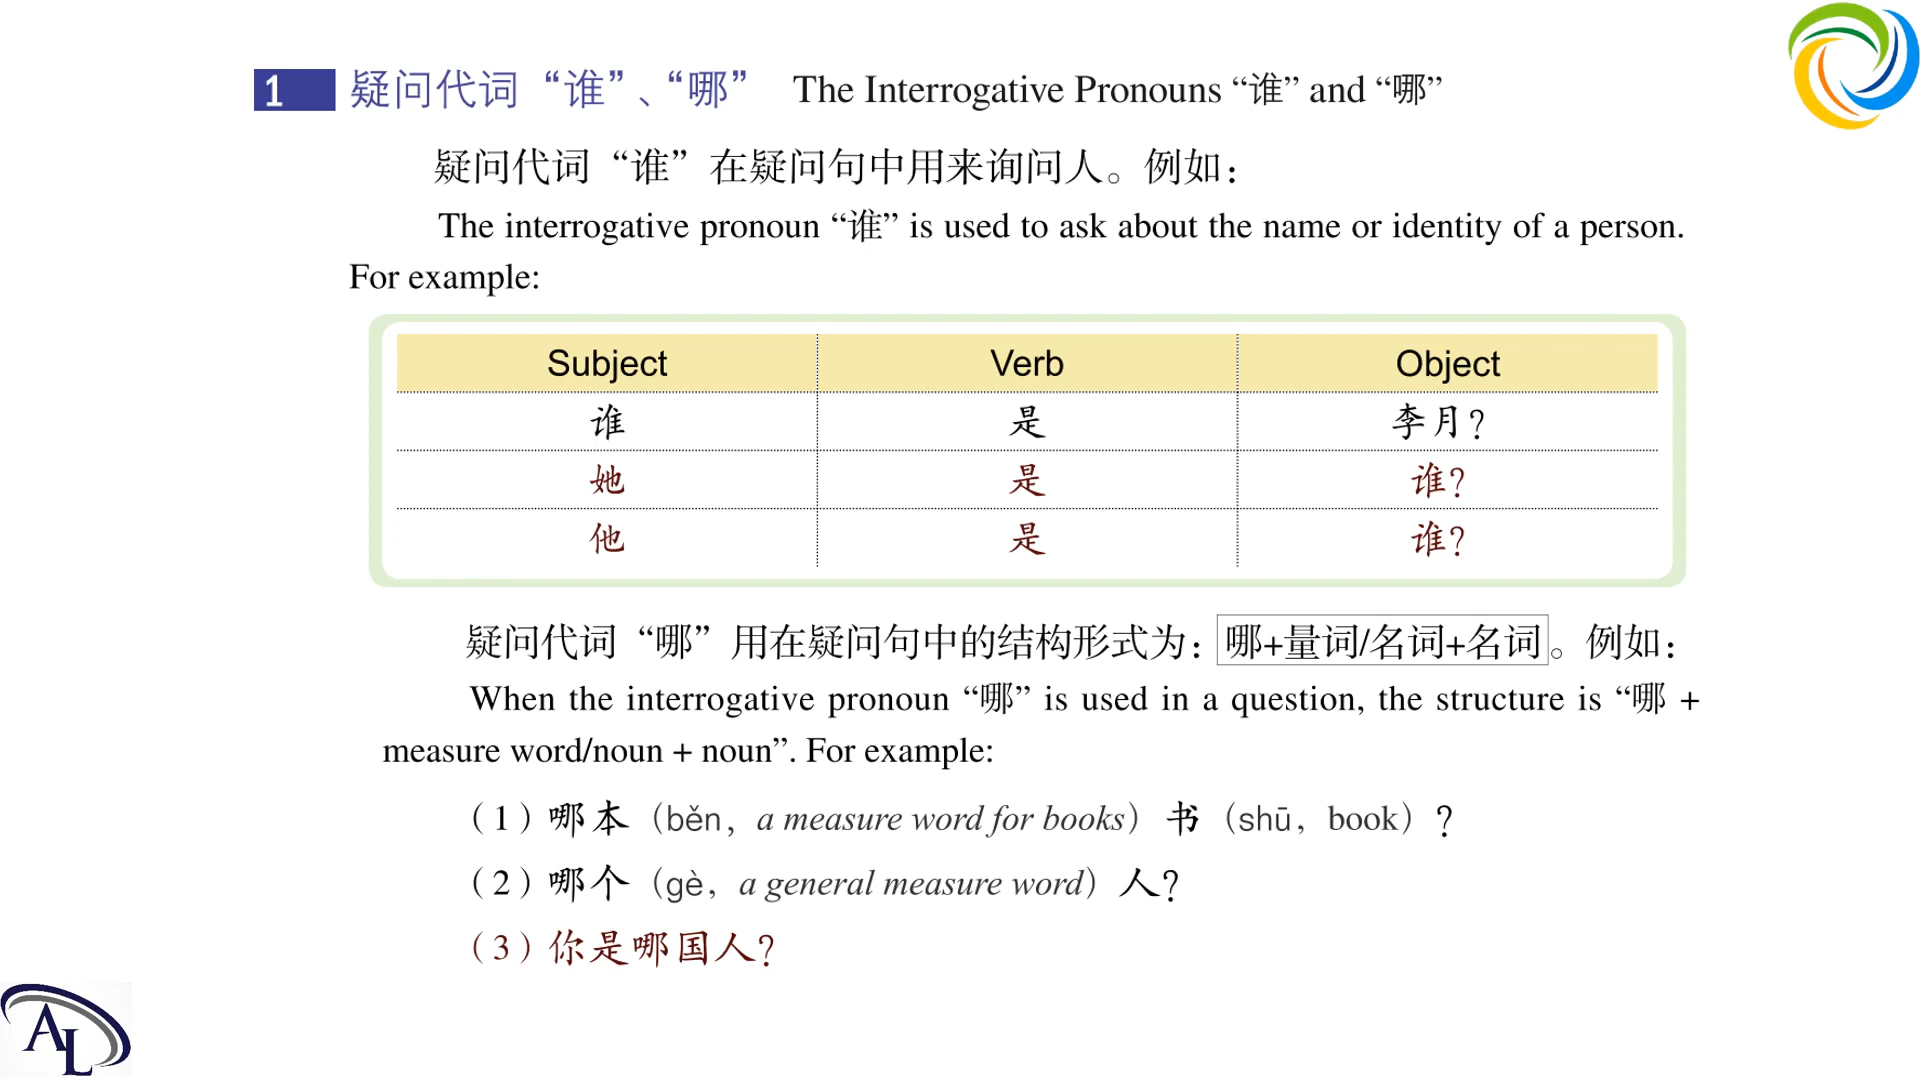 1 疑问代词“谁”、“哪” The Interrogative Pronouns “谁” and “哪”
疑问代词“谁”在疑问句中用来询问人。例如：
The interrogative pronoun “谁” is used to ask about the name or identity of a person.
For example:
Subject Verb Object
谁 是 李月？
她 是 谁？
他 是 谁？
疑问代词“哪”用在疑问句中的结构形式为：哪+量词/名词+名词。例如：
When the interrogative pronoun “哪” is used in a question, the structure is “哪 +
measure word/noun + noun”. For example:
（1）哪本（běn，a measure word for books）书（shū，book）？
（2）哪个（gè，a general measure word）人？
（3）你是哪国人？
AL